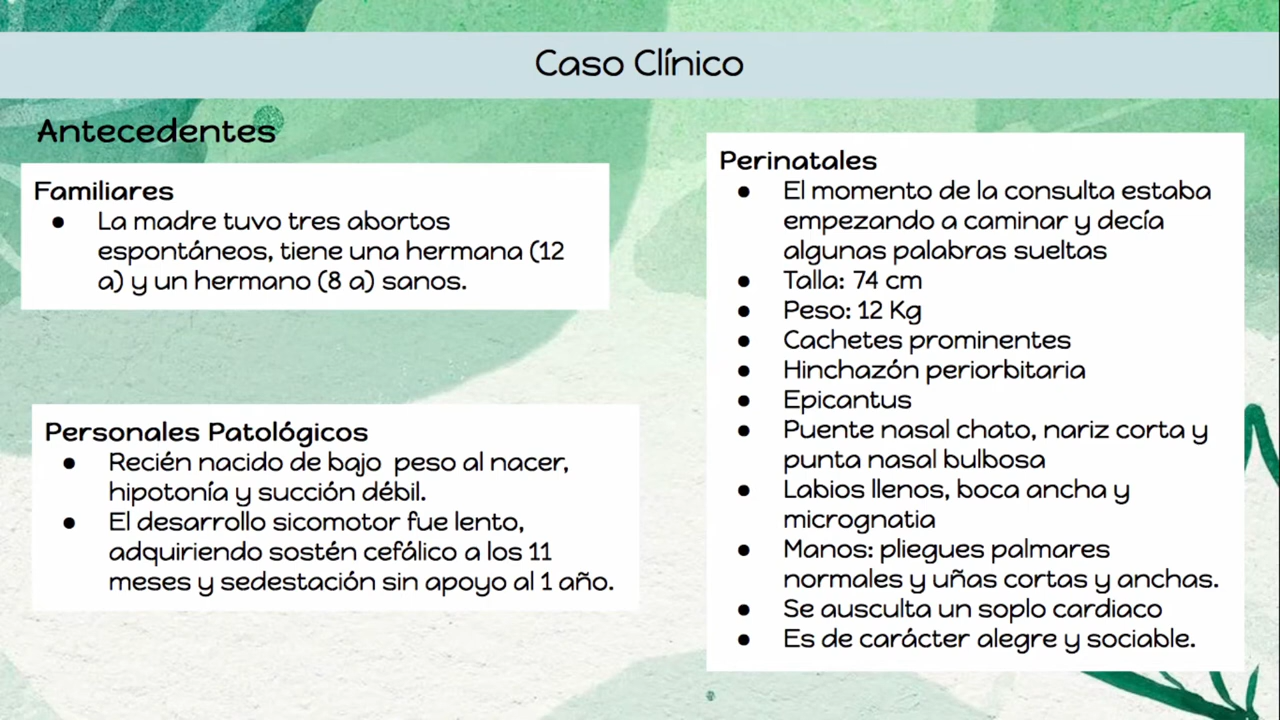 Caso Clínico
Antecedentes
Familiares
● La madre tuvo tres abortos
espontáneos, tiene una hermana (12
a) y un hermano (8 a) sanos.
Personales Patológicos
● Recién nacido de bajo peso al nacer,
hipotonía y succión débil.
● El desarrollo sicomotor fue lento,
adquiriendo sostén cefálico a los 11
meses y sedestación sin apoyo al 1 año.
Perinatales
● El momento de la consulta estaba
empezando a caminar y decía
algunas palabras sueltas
● Talla: 74 cm
● Peso: 12 Kg
● Cachetes prominentes
● Hinchazón periorbitaria
● Epicantus
● Puente nasal chato, nariz corta y
punta nasal bulbosa
● Labios llenos, boca ancha y
micrognatia
● Manos: pliegues palmares
normales y uñas cortas y anchas.
● Se ausculta un soplo cardiaco
● Es de carácter alegre y sociable.